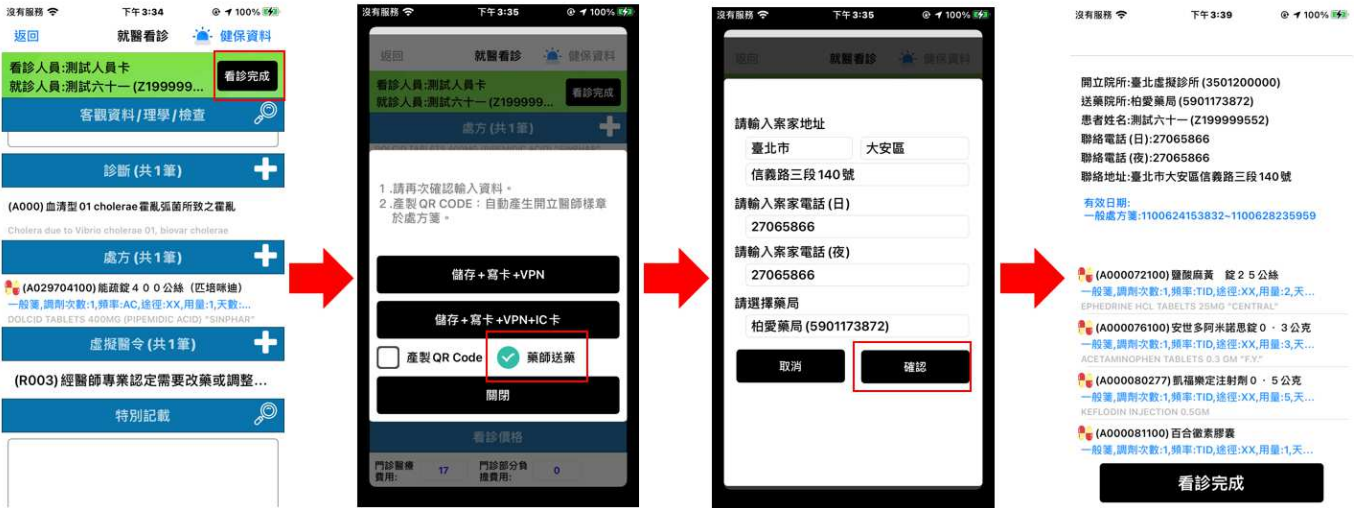 沒有服務 下午3:34 100%
返回 就醫看診 健保資料
看診人員:測試人員卡
就診人員:測試六十一 (Z199999...
看診完成
客觀資料/理學/檢查
診斷 (共1筆)
(A000) 血清型 01 cholerae 霍亂弧菌所致之霍亂
Cholera due to Vibrio cholerae 01, biovar cholerae
處方 (共1筆)
(A029704100) 能疏錠４００公絲（匹培咪迪)
一般箋,調劑次數:1,頻率:AC,途徑:XX,用量:1,天數:...
DOLCID TABLETS 400MG (PIPEMIDIC ACID) "SINPHAR"
虛擬醫令 (共1筆)
(R003) 經醫師專業認定需要改藥或調整...
特別記載
沒有服務 下午3:35 100%
返回 就醫看診 健保資料
看診人員:測試人員卡
就診人員:測試六十一 (Z199999...
看診完成
處方 (共1筆)
1 .請再次確認輸入資料。
2 .產製QR CODE：自動產生開立醫師樣章
於處方箋。
儲存+寫卡+VPN
儲存+寫卡+VPN+IC卡
產製QR Code 藥師送藥
關閉
看診價格
門診醫療
費用: 17 門診部分負
擔費用: 0
沒有服務 下午3:35 100%
返回 就醫看診 健保資料
請輸入案家地址
臺北市 大安區
信義路三段140號
請輸入案家電話 (日)
27065866
請輸入案家電話 (夜)
27065866
請選擇藥局
柏愛藥局 (5901173872)
取消 確認
沒有服務 下午3:39 100%
開立院所:臺北虛擬診所 (3501200000)
送藥院所:柏愛藥局 (5901173872)
患者姓名:測試六十一 (Z199999552)
聯絡電話 (日):27065866
聯絡電話 (夜):27065866
聯絡地址:臺北市大安區信義路三段140號
有效日期:
一般處方箋:1100624153832~1100628235959
(A000072100) 鹽酸麻黃　錠２５公絲
一般箋,調劑次數:1,頻率:TID,途徑:XX,用量:2,天...
EPHEDRINE HCL TABELTS 25MG "CENTRAL"
(A000076100) 安世多阿米諾思錠０．３公克
一般箋,調劑次數:1,頻率:TID,途徑:XX,用量:3,天...
ACETAMINOPHEN TABLETS 0.3 GM "F.Y."
(A000080277) 凱福樂定注射劑０．５公克
一般箋,調劑次數:1,頻率:TID,途徑:XX,用量:5,天...
KEFLODIN INJECTION 0.5GM
(A000081100) 百合黴素膠囊
一般箋,調劑次數:1,頻率:TID,途徑:XX,用量:1,天...
看診完成